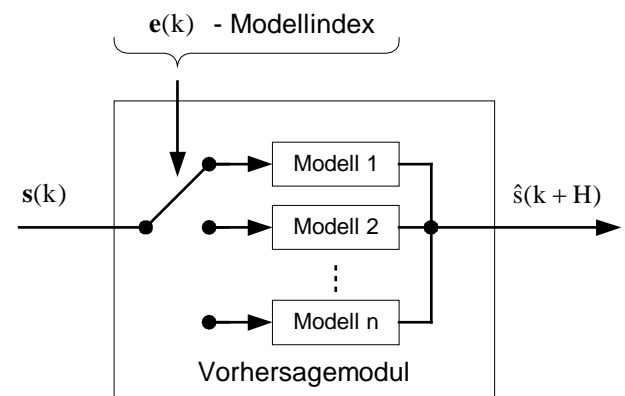 e(k) - Modellindex
Modell 1
s(k)
ŝ(k + H)
Modell 2
Modell n
Vorhersagemodul